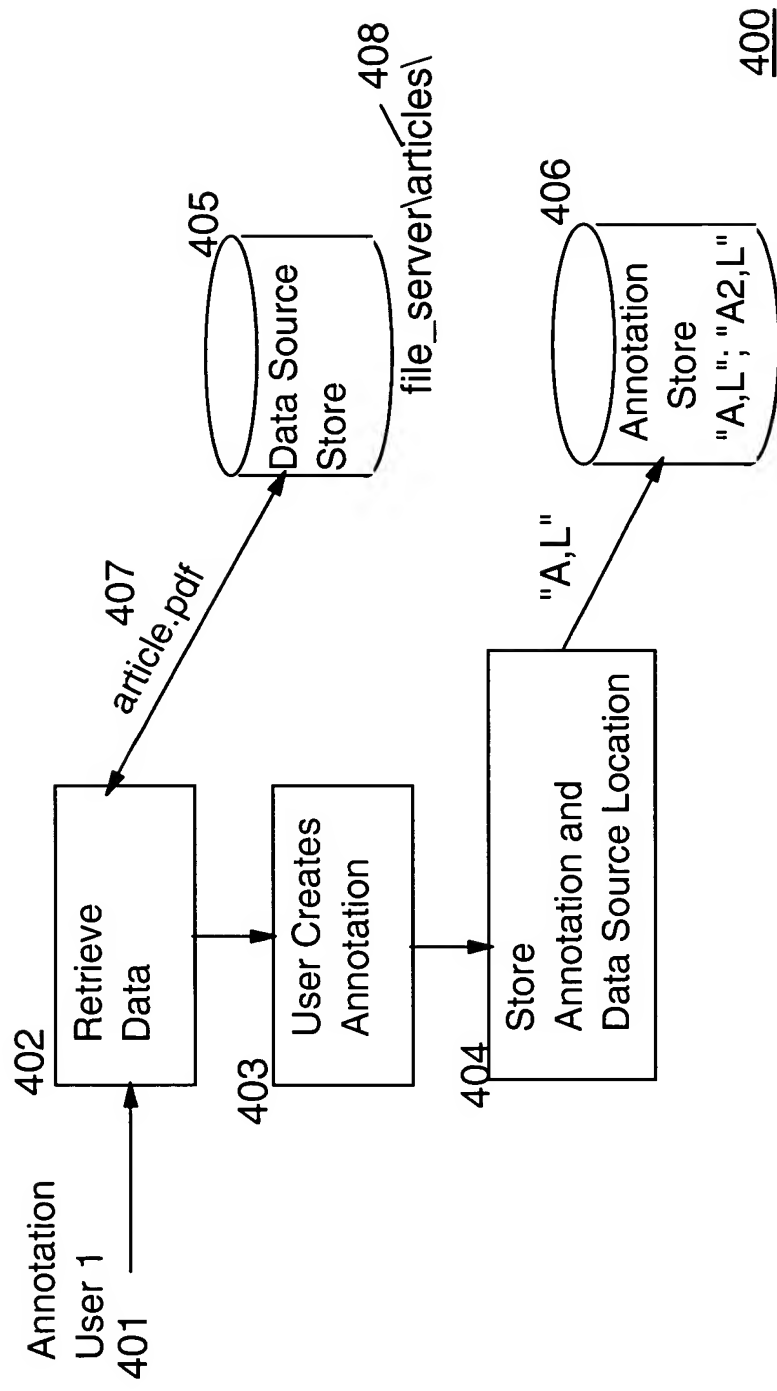 Annotation
User 1
401
402
Retrieve
Data
407
article.pdf
405
Data Source
Store
408
file_server\articles\
403
User Creates
Annotation
404
Store
Annotation and
Data Source Location
"A,L"
406
Annotation
Store
"A,L"; "A2,L"
400